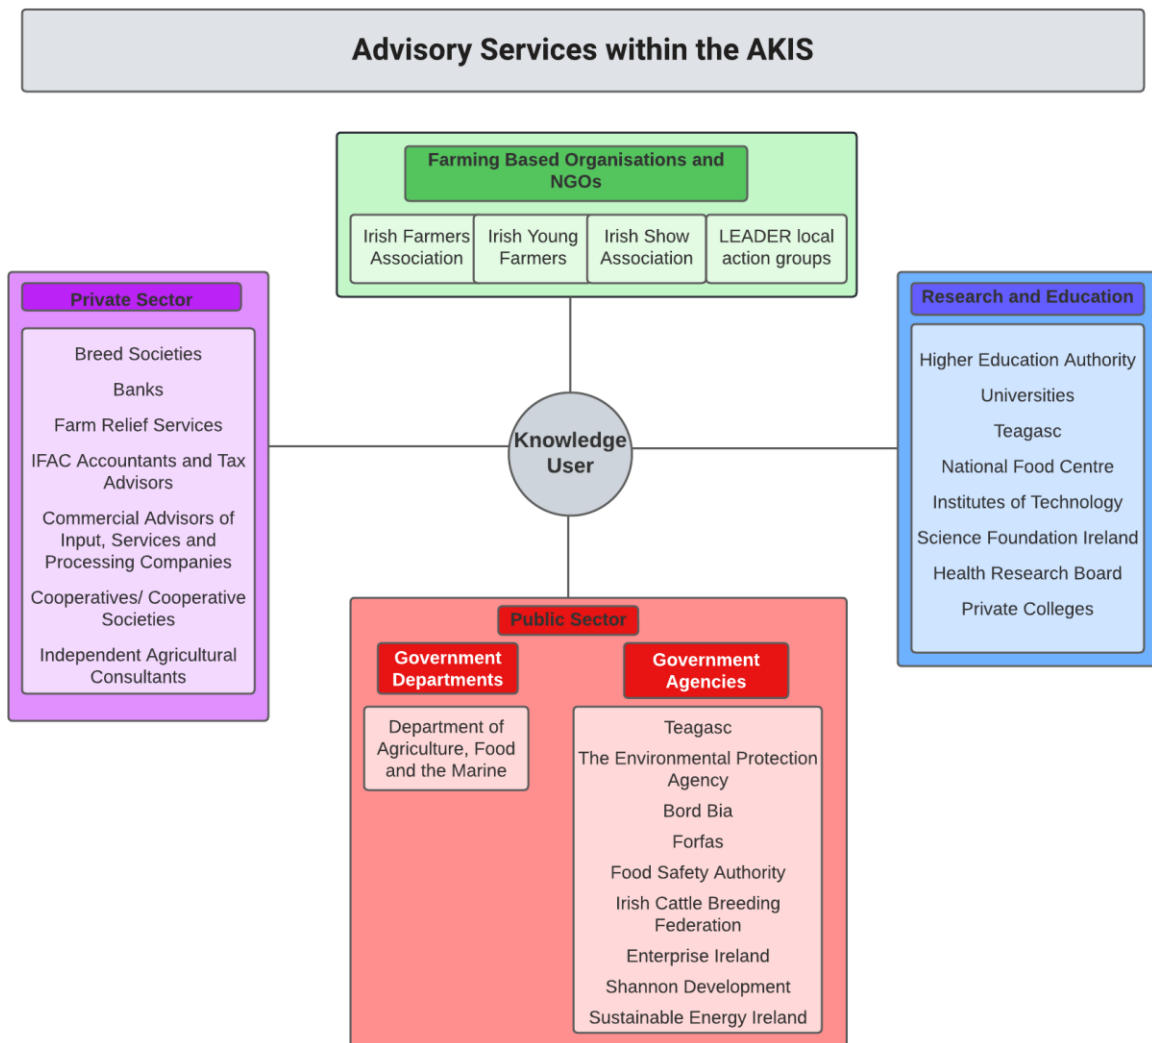 Advisory Services within the AKIS
Farming Based Organisations and
NGOs
Irish Farmers
Association
Irish Young
Farmers
Irish Show
Association
LEADER local
action groups
Private Sector
Breed Societies
Banks
Farm Relief Services
IFAC Accountants and Tax
Advisors
Commercial Advisors of
Input, Services and
Processing Companies
Cooperatives/ Cooperative
Societies
Independent Agricultural
Consultants
Knowledge
User
Research and Education
Higher Education Authority
Universities
Teagasc
National Food Centre
Institutes of Technology
Science Foundation Ireland
Health Research Board
Private Colleges
Public Sector
Government
Departments
Department of
Agriculture, Food
and the Marine
Government
Agencies
Teagasc
The Environmental Protection
Agency
Bord Bia
Forfas
Food Safety Authority
Irish Cattle Breeding
Federation
Enterprise Ireland
Shannon Development
Sustainable Energy Ireland